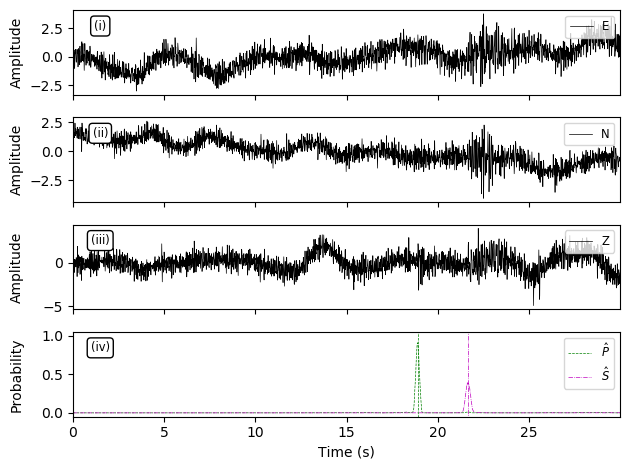 (i)
E
Amplitude
2.5
0.0
−2.5
(ii)
N
Amplitude
2.5
0.0
−2.5
(iii)
Z
Amplitude
0
−5
(iv)
P̂
Ŝ
Probability
1.0
0.5
0.0
0 5 10 15 20 25
Time (s)